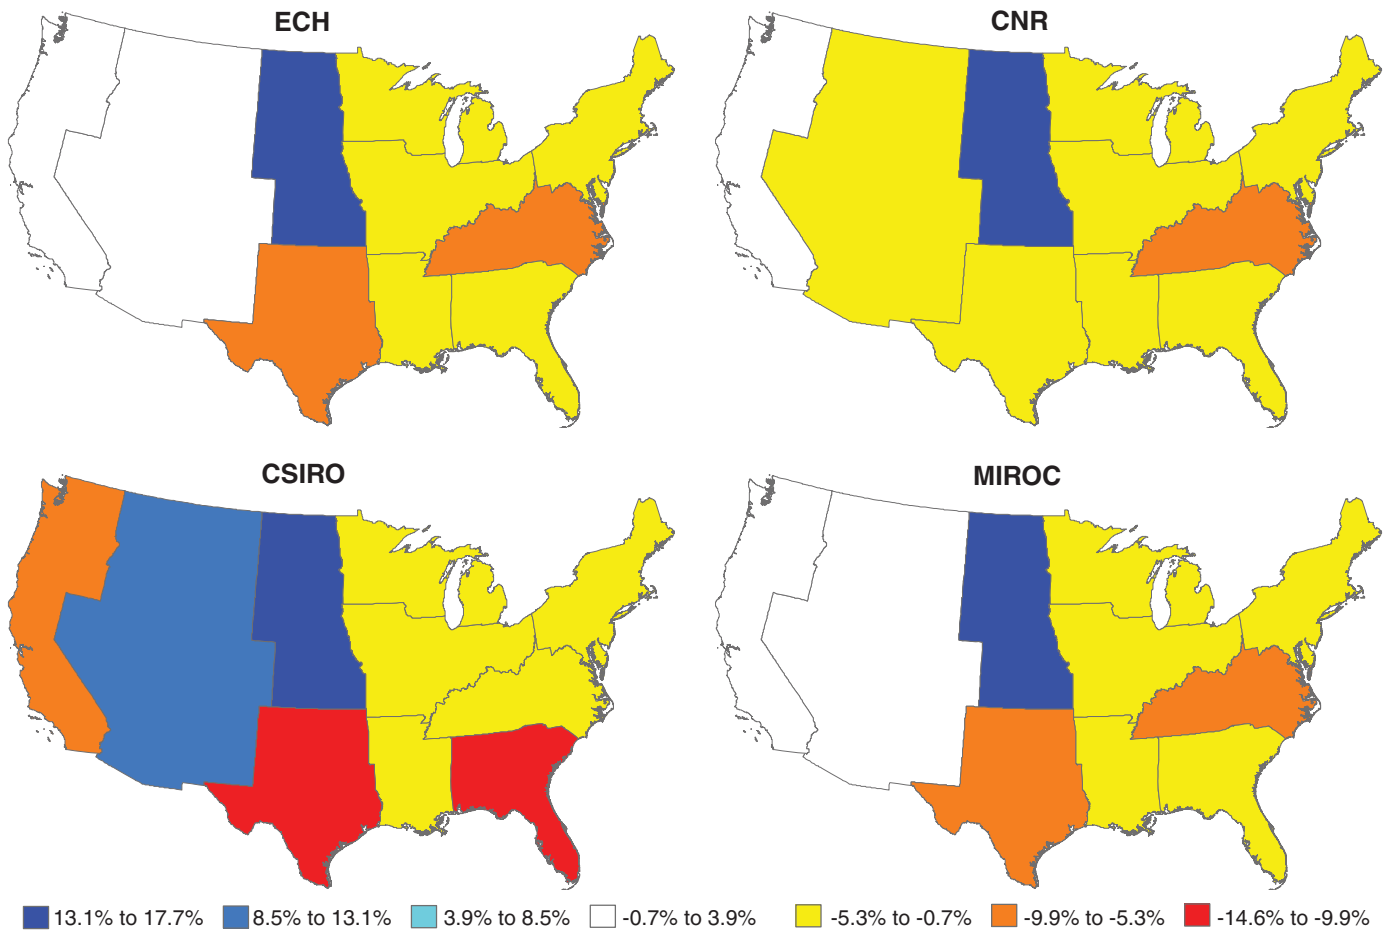 ECH
CNR
CSIRO
MIROC
13.1% to 17.7%
8.5% to 13.1%
3.9% to 8.5%
-0.7% to 3.9%
-5.3% to -0.7%
-9.9% to -5.3%
-14.6% to -9.9%